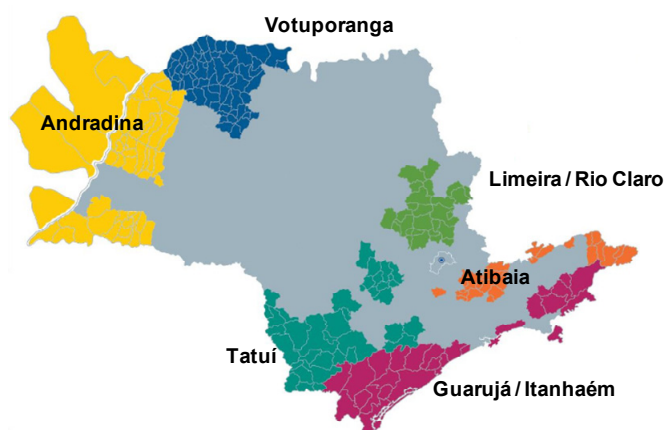 Votuporanga
Andradina
Limeira / Rio Claro
Atibaia
Tatuí
Guarujá / Itanhaém